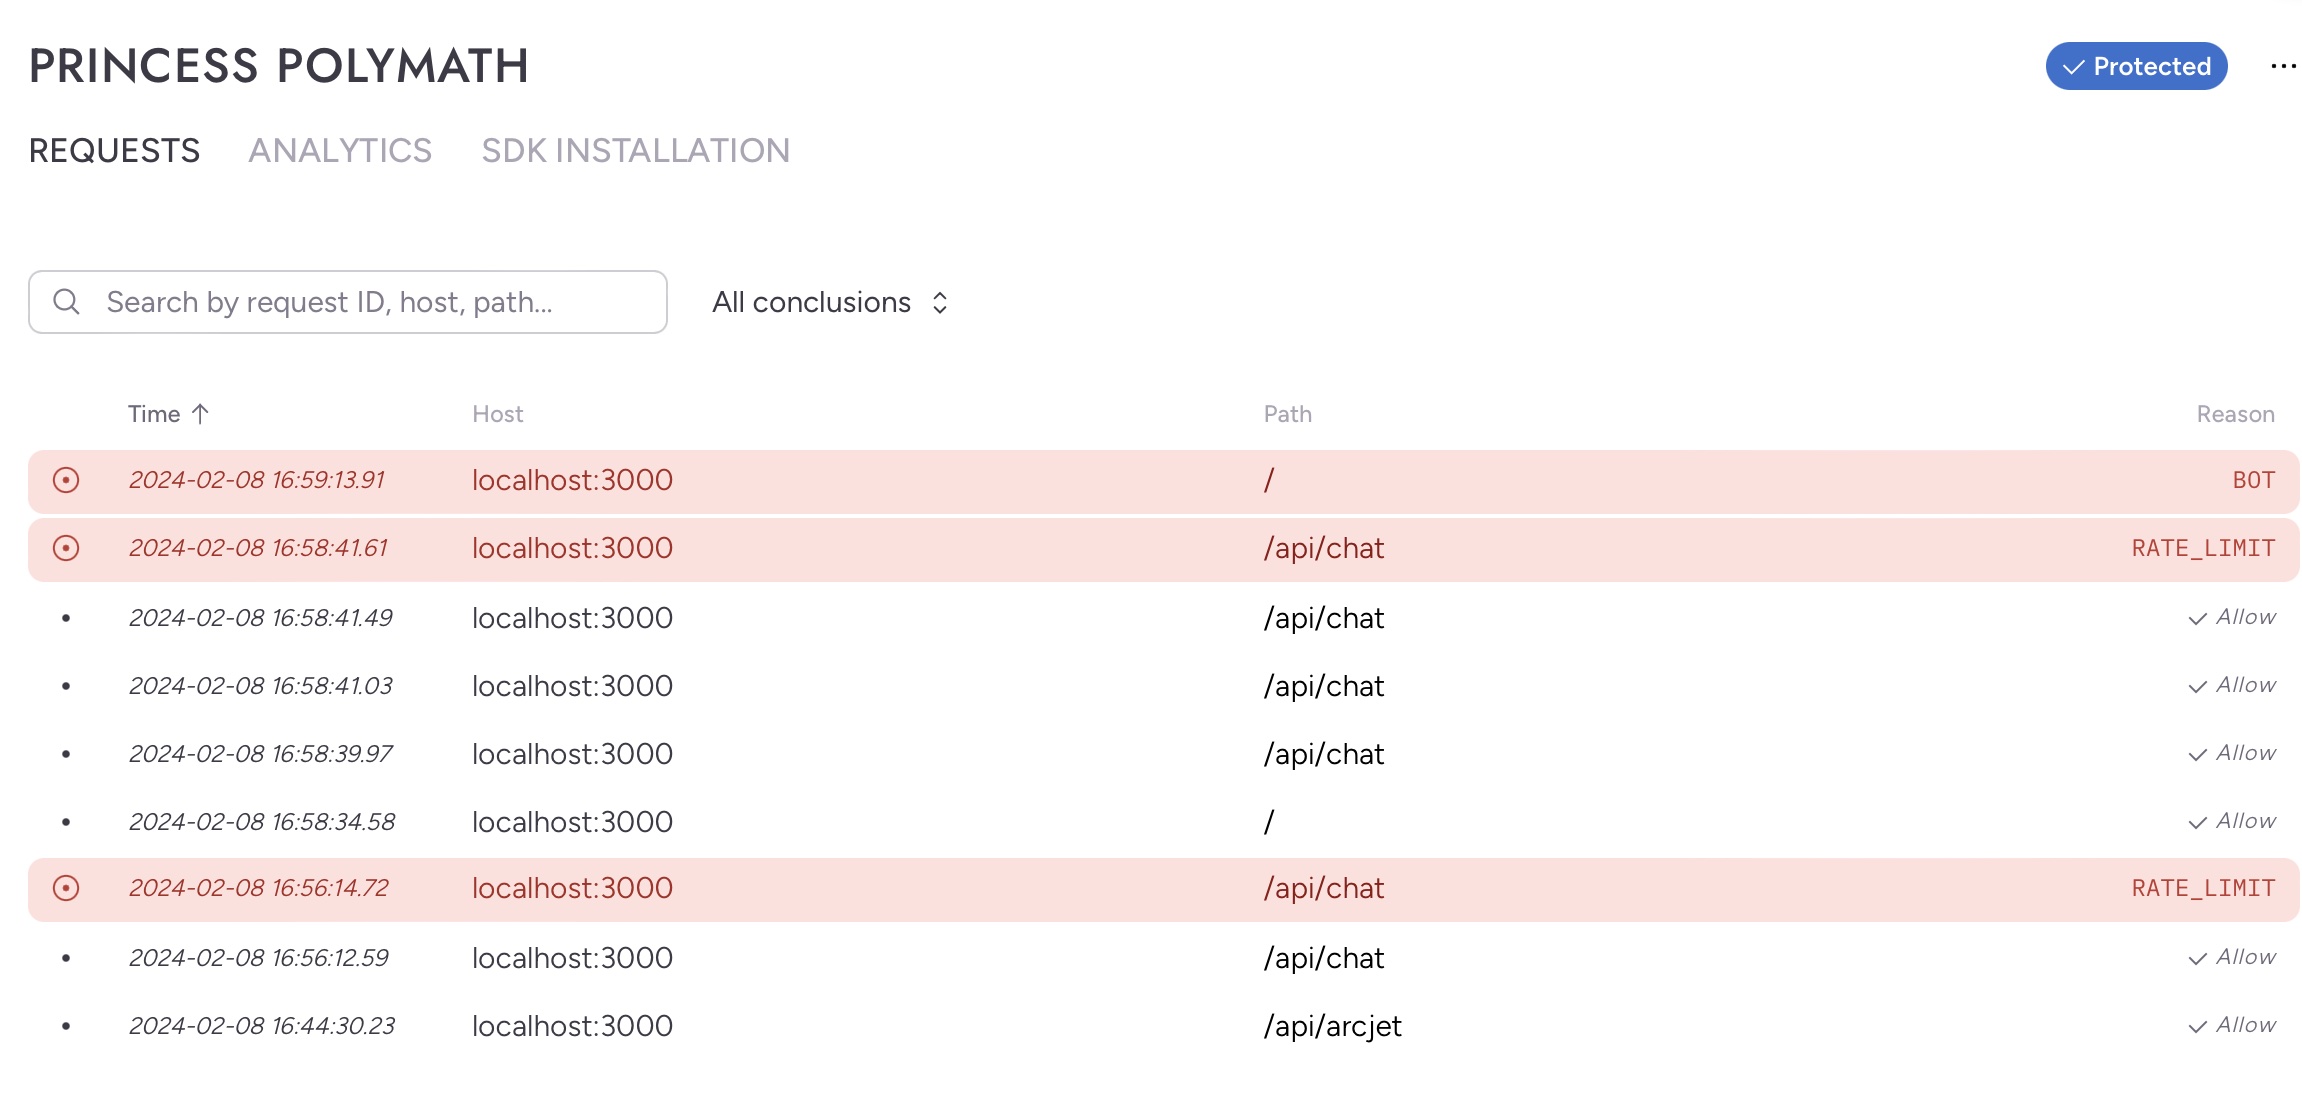 PRINCESS POLYMATH
Protected
REQUESTS ANALYTICS SDK INSTALLATION
Search by request ID, host, path...
All conclusions
Time Host Path Reason
2024-02-08 16:59:13.91 localhost:3000 / BOT
2024-02-08 16:58:41.61 localhost:3000 /api/chat RATE_LIMIT
2024-02-08 16:58:41.49 localhost:3000 /api/chat Allow
2024-02-08 16:58:41.03 localhost:3000 /api/chat Allow
2024-02-08 16:58:39.97 localhost:3000 /api/chat Allow
2024-02-08 16:58:34.58 localhost:3000 / Allow
2024-02-08 16:56:14.72 localhost:3000 /api/chat RATE_LIMIT
2024-02-08 16:56:12.59 localhost:3000 /api/chat Allow
2024-02-08 16:44:30.23 localhost:3000 /api/arcjet Allow